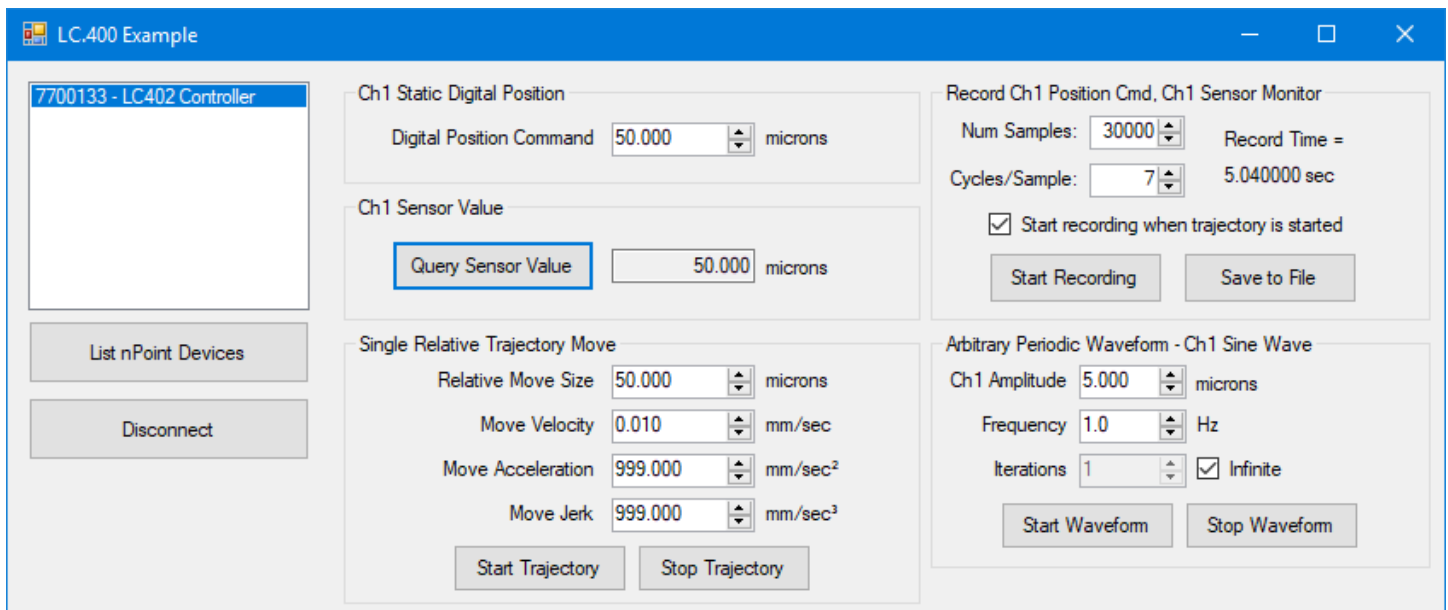 LC.400 Example
7700133 - LC402 Controller
List nPoint Devices
Disconnect
Ch1 Static Digital Position
Digital Position Command 50.000 microns
Ch1 Sensor Value
Query Sensor Value 50.000 microns
Single Relative Trajectory Move
Relative Move Size 50.000 microns
Move Velocity 0.010 mm/sec
Move Acceleration 999.000 mm/sec²
Move Jerk 999.000 mm/sec³
Start Trajectory Stop Trajectory
Record Ch1 Position Cmd, Ch1 Sensor Monitor
Num Samples: 30000 Record Time =
Cycles/Sample: 7 5.040000 sec
Start recording when trajectory is started
Start Recording Save to File
Arbitrary Periodic Waveform - Ch1 Sine Wave
Ch1 Amplitude 5.000 microns
Frequency 1.0 Hz
Iterations 1 Infinite
Start Waveform Stop Waveform